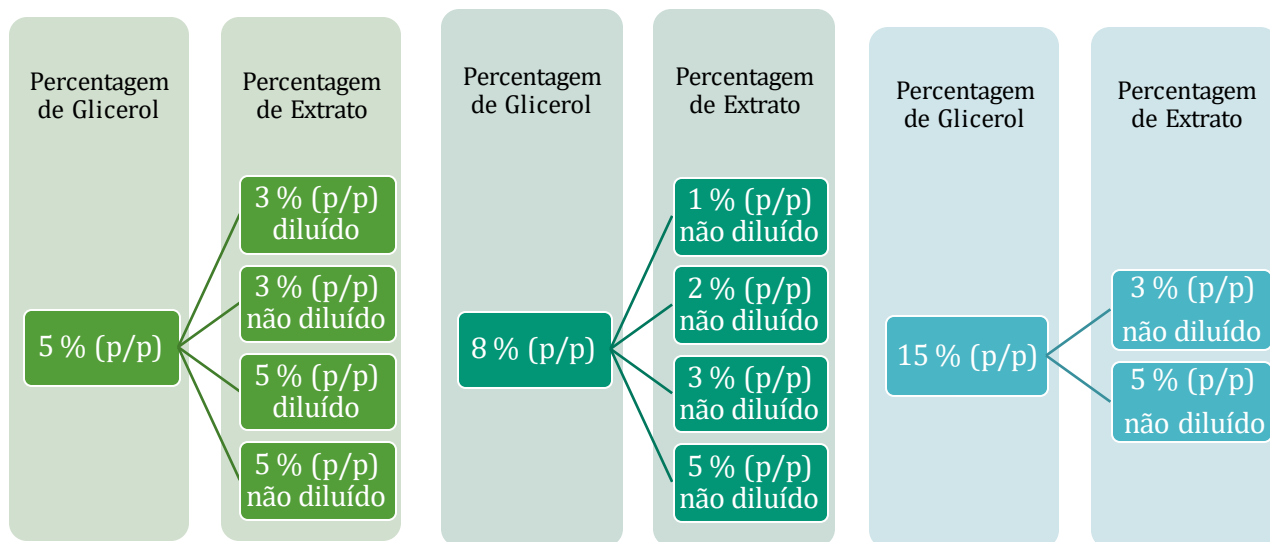 Percentagem
de Glicerol
Percentagem
de Extrato
5 % (p/p)
3 % (p/p)
diluído
3 % (p/p)
não diluído
5 % (p/p)
diluído
5 % (p/p)
não diluído
Percentagem
de Glicerol
Percentagem
de Extrato
8 % (p/p)
1 % (p/p)
não diluído
2 % (p/p)
não diluído
3 % (p/p)
não diluído
5 % (p/p)
não diluído
Percentagem
de Glicerol
Percentagem
de Extrato
15 % (p/p)
3 % (p/p)
não diluído
5 % (p/p)
não diluído